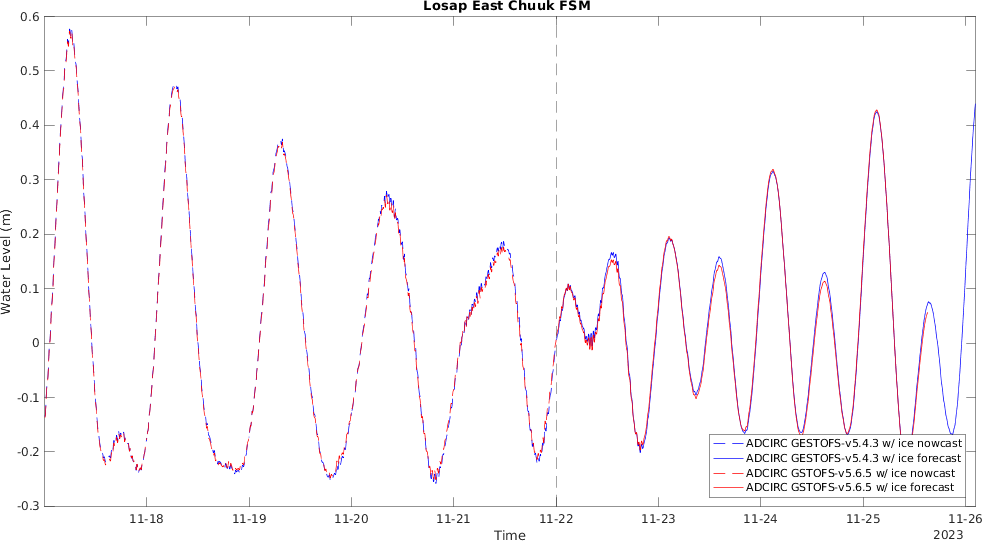 Losap East Chuuk FSM
0.6
0.5
0.4
0.3
0.2
0.1
0
-0.1
-0.2
-0.3
Water Level (m)
11-18 11-19 11-20 11-21 11-22 11-23 11-24 11-25 11-26
Time
2023
ADCIRC GESTOFS-v5.4.3 w/ ice nowcast
ADCIRC GESTOFS-v5.4.3 w/ ice forecast
ADCIRC GSTOFS-v5.6.5 w/ ice nowcast
ADCIRC GSTOFS-v5.6.5 w/ ice forecast